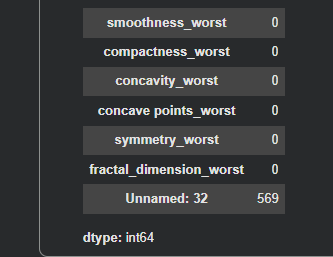 smoothness_worst 0
compactness_worst 0
concavity_worst 0
concave points_worst 0
symmetry_worst 0
fractal_dimension_worst 0
Unnamed: 32 569
dtype: int64